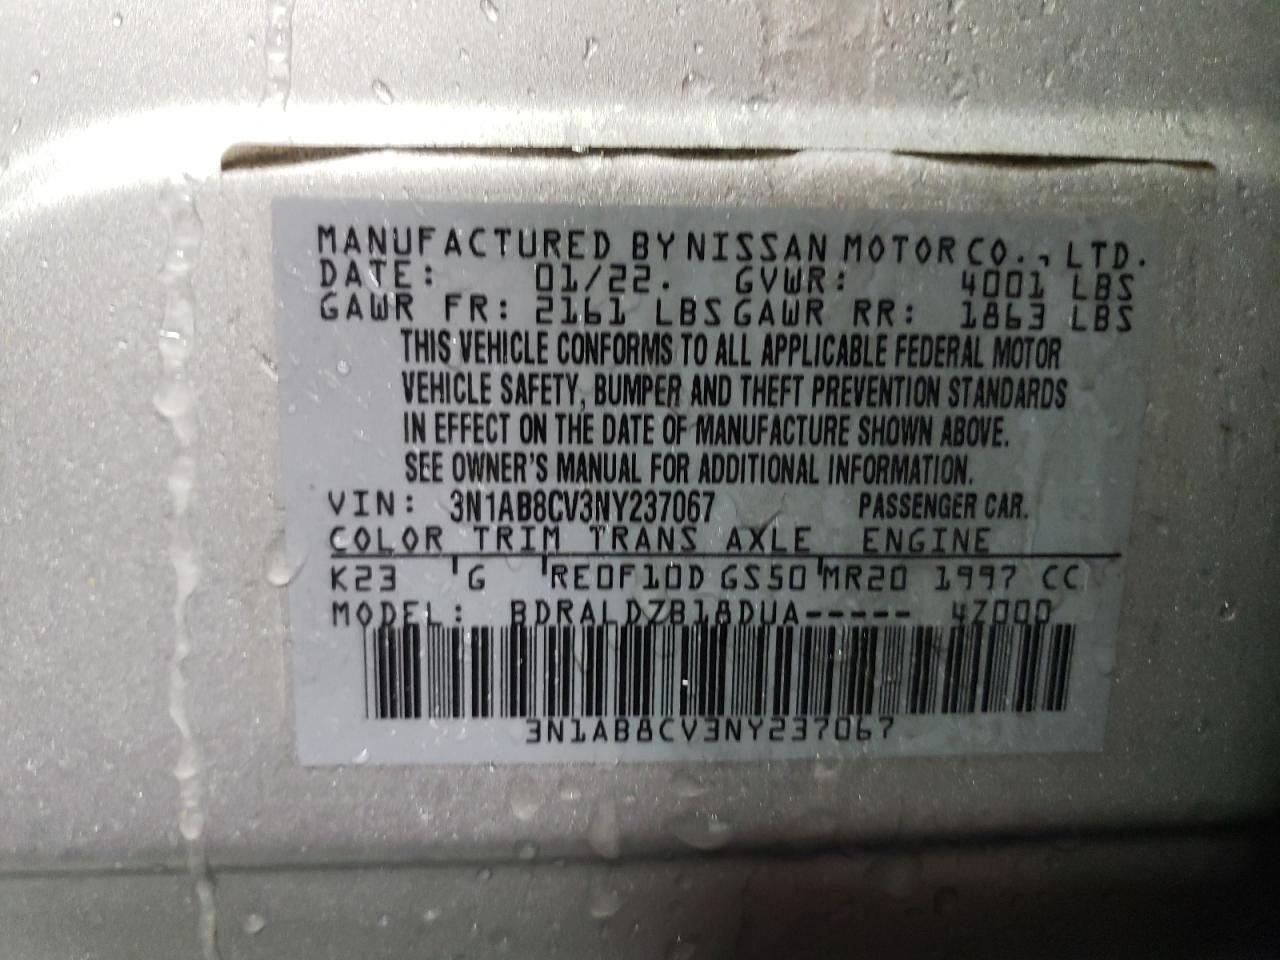 MANUFACTURED BY NISSAN MOTOR CO., LTD.
DATE: 01/22. GVWR: 4001 LBS
GAWR FR: 2161 LBS GAWR RR: 1863 LBS
THIS VEHICLE CONFORMS TO ALL APPLICABLE FEDERAL MOTOR
VEHICLE SAFETY, BUMPER AND THEFT PREVENTION STANDARDS
IN EFFECT ON THE DATE OF MANUFACTURE SHOWN ABOVE.
SEE OWNER'S MANUAL FOR ADDITIONAL INFORMATION.
VIN: 3N1AB8CV3NY237067 PASSENGER CAR.
COLOR TRIM TRANS AXLE ENGINE
K23 G RE0F10D GS50 MR20 1997 CC
MODEL: BDRALDZB18DUA----- 4Z000
3N1AB8CV3NY237067